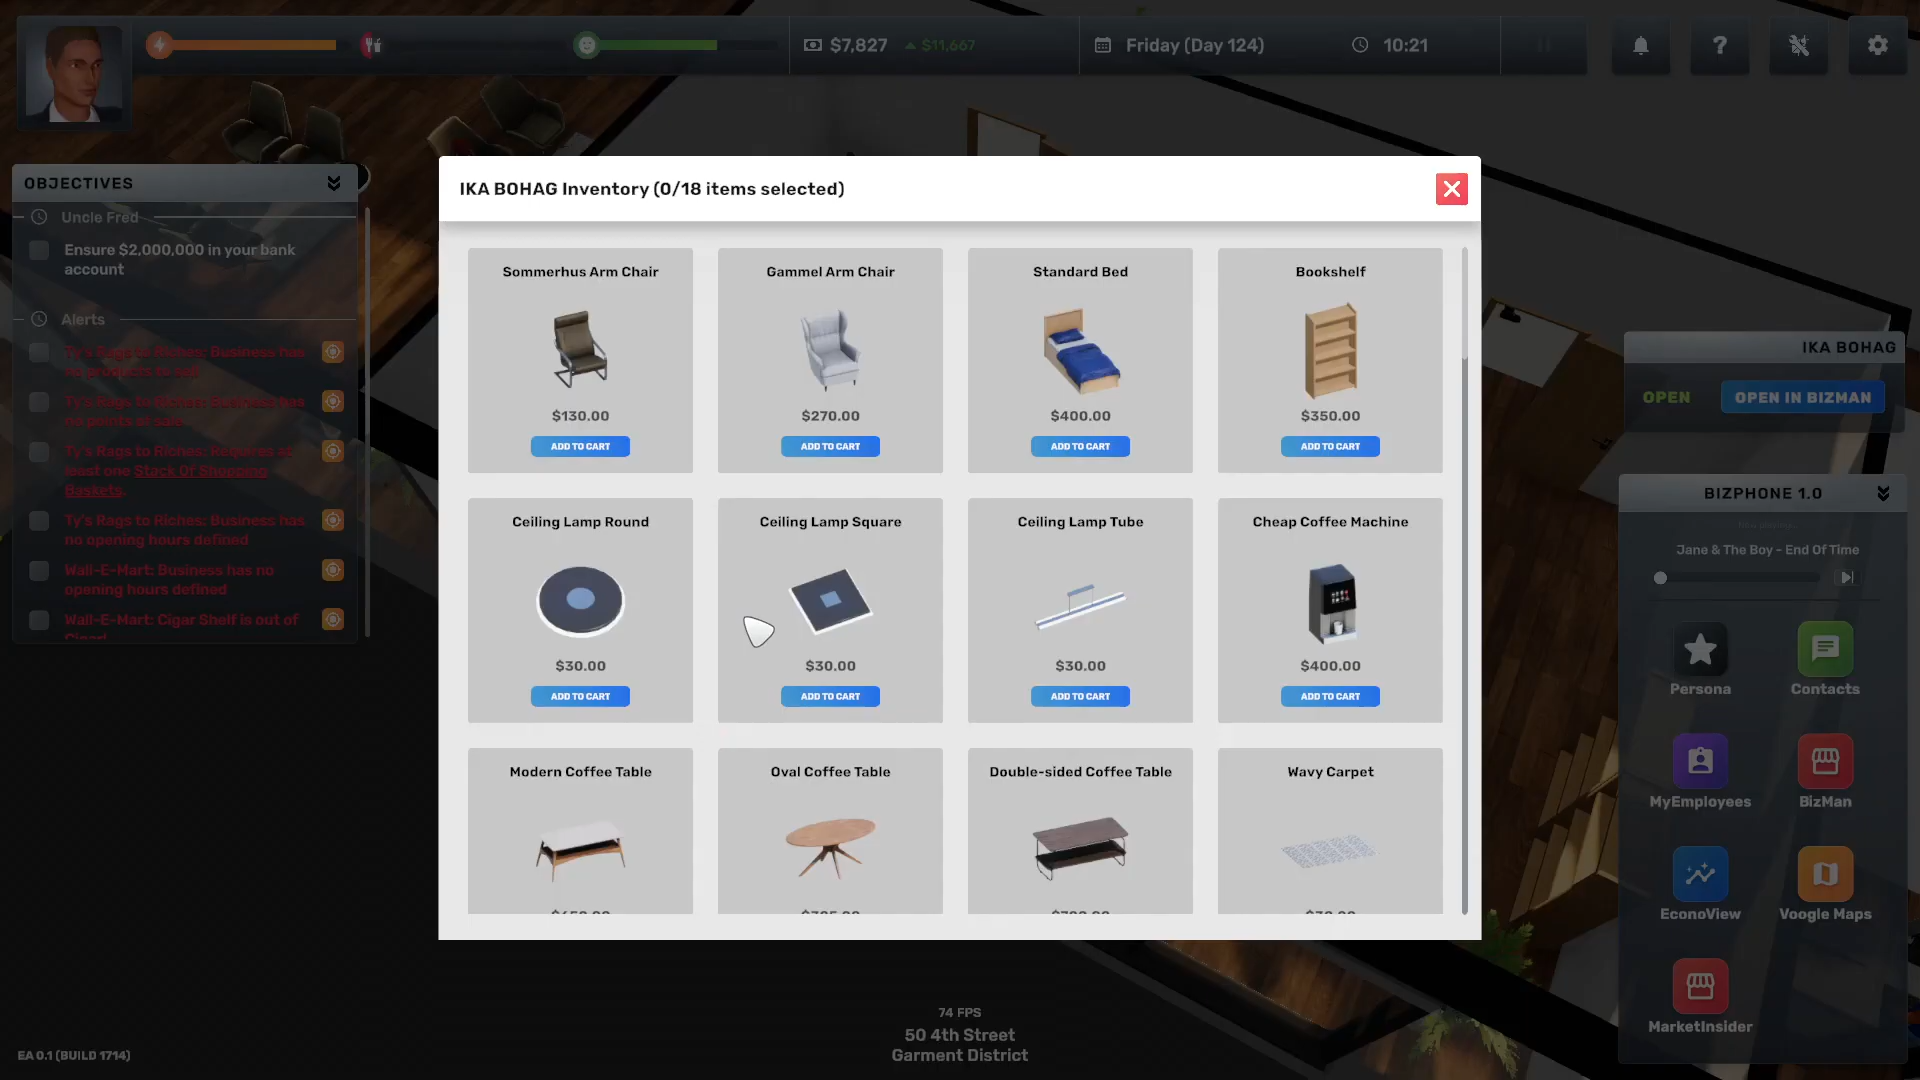 $7,827
$11,667
Friday (Day 124)
10:21
?
OBJECTIVES
Uncle Fred
Ensure $2,000,000 in your bank
account
Alerts
Ty's Rags to Riches: Business has
no products to sell
Ty's Rags to Riches: Business has
no points of sale
Ty's Rags to Riches: Requires at
least one Stack Of Shopping
Baskets.
Ty's Rags to Riches: Business has
no opening hours defined
Wall-E-Mart: Business has no
opening hours defined
Wall-E-Mart: Cigar Shelf is out of
Cigar!
IKA BOHAG Inventory (0/18 items selected)
Sommerhus Arm Chair
$130.00
ADD TO CART
Gammel Arm Chair
$270.00
ADD TO CART
Standard Bed
$400.00
ADD TO CART
Bookshelf
$350.00
ADD TO CART
Ceiling Lamp Round
$30.00
ADD TO CART
Ceiling Lamp Square
$30.00
ADD TO CART
Ceiling Lamp Tube
$30.00
ADD TO CART
Cheap Coffee Machine
$400.00
ADD TO CART
Modern Coffee Table
Oval Coffee Table
Double-sided Coffee Table
Wavy Carpet
IKA BOHAG
OPEN
OPEN IN BIZMAN
BIZPHONE 1.0
Jane & The Boy - End Of Time
Persona
Contacts
MyEmployees
BizMan
EconoView
Voogle Maps
MarketInsider
74 FPS
50 4th Street
Garment District
EA 0.1 (BUILD 1714)